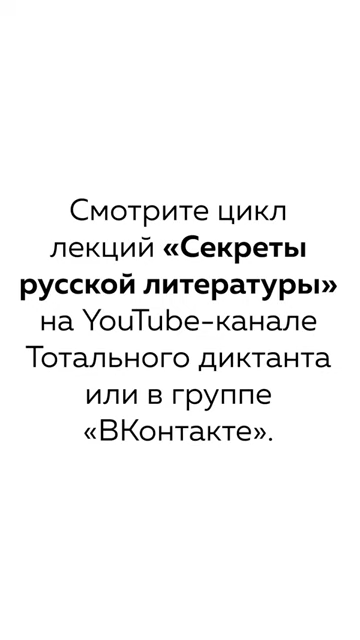 Смотрите цикл
лекций «Секреты
русской литературы»
на YouTube-канале
Тотального диктанта
или в группе
«ВКонтакте».